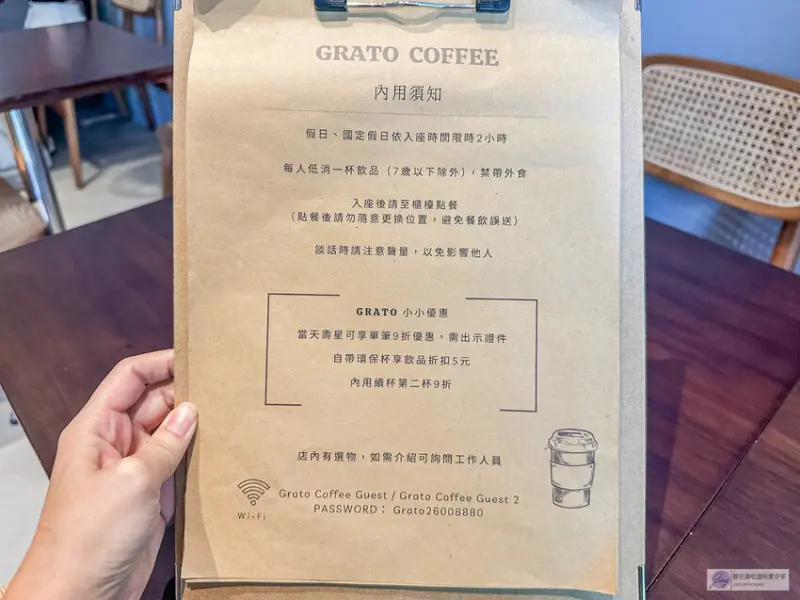 GRATO COFFEE
內用須知
假日、國定假日依入座時間限時2小時
每人低消一杯飲品（7歲以下除外），禁帶外食
入座後請至櫃檯點餐
（點餐後請勿隨意更換位置，避免餐飲誤送）
談話時請注意聲量，以免影響他人
GRATO 小小優惠
當天壽星可享單筆9折優惠，需出示證件
自帶環保杯享飲品折扣5元
內用續杯第二杯9折
店內有選物，如需介紹可詢問工作人員
Wi-Fi
Grato Coffee Guest / Grato Coffee Guest 2
PASSWORD： Grato26008880